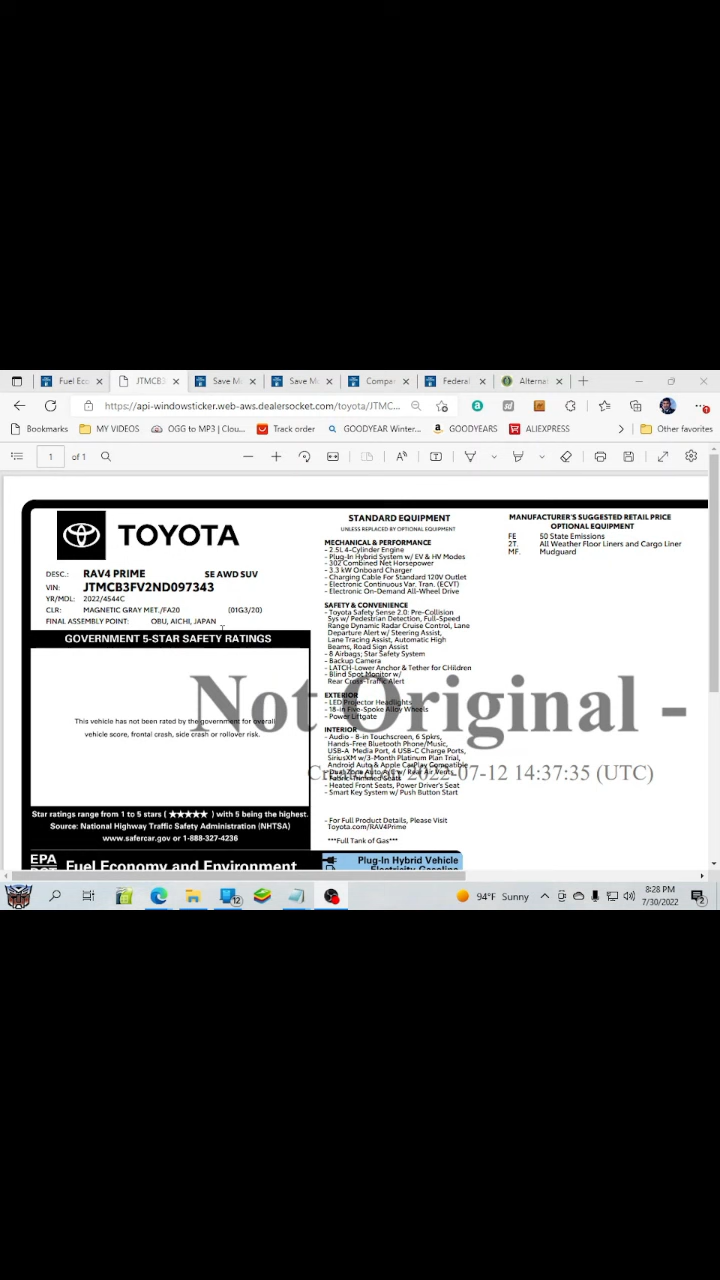 Fuel Ec
JTMCB3
Save M
Save M
Compar
Federal
Alterna
https://api-windowsticker.web-aws.dealersocket.com/toyota/JTMC...
Bookmarks
MY VIDEOS
OGG to MP3 | Clou...
Track order
GOODYEAR Winter...
GOODYEARS
ALIEXPRESS
Other favorites
1 of 1
TOYOTA
DESC.: RAV4 PRIME SE AWD SUV
VIN: JTMCB3FV2ND097343
YR/MDL: 2022/4544C
CLR: MAGNETIC GRAY MET./FA20 (01G3/20)
FINAL ASSEMBLY POINT: OBU, AICHI, JAPAN
GOVERNMENT 5-STAR SAFETY RATINGS
This vehicle has not been rated by the government for overall
vehicle score, frontal crash, side crash or rollover risk.
Star ratings range from 1 to 5 stars (★★★★★) with 5 being the highest.
Source: National Highway Traffic Safety Administration (NHTSA)
www.safercar.gov or 1-888-327-4236
EPA
DOT
Fuel Economy and Environment
Plug-In Hybrid Vehicle
Electricity-Gasoline
STANDARD EQUIPMENT
UNLESS REPLACED BY OPTIONAL EQUIPMENT
MECHANICAL & PERFORMANCE
- 2.5L 4-Cylinder Engine
- Plug-In Hybrid System w/ EV & HV Modes
- 302 Combined Net Horsepower
- 3.3 kW Onboard Charger
- Charging Cable For Standard 120V Outlet
- Electronic Continuous Var. Tran. (ECVT)
- Electronic On-Demand All-Wheel Drive
SAFETY & CONVENIENCE
- Toyota Safety Sense 2.0: Pre-Collision
Sys w/ Pedestrian Detection, Full-Speed
Range Dynamic Radar Cruise Control, Lane
Departure Alert w/ Steering Assist,
Lane Tracing Assist, Automatic High
Beams, Road Sign Assist
- 8 Airbags; Star Safety System
- Backup Camera
- LATCH-Lower Anchor & Tether for Children
- Blind Spot Monitor w/
Rear Cross-Traffic Alert
EXTERIOR
- LED Projector Headlights
- 18-in Five-Spoke Alloy Wheels
- Power Liftgate
INTERIOR
- Audio - 8-in Touchscreen, 6 Spkrs,
Hands-Free Bluetooth Phone/Music,
USB-A Media Port, 4 USB-C Charge Ports,
SiriusXM w/3-Month Platinum Plan Trial,
Android Auto & Apple CarPlay Compatible
- Dual Zone Auto A/C w/ Rear Air Vents
- Fabric-Trimmed Seats
- Heated Front Seats, Power Driver's Seat
- Smart Key System w/ Push Button Start
- For Full Product Details, Please Visit
Toyota.com/RAV4Prime
***Full Tank of Gas***
MANUFACTURER'S SUGGESTED RETAIL PRICE
OPTIONAL EQUIPMENT
FE 50 State Emissions
2T. All Weather Floor Liners and Cargo Liner
MF. Mudguard
Not Original -
2022-07-12 14:37:35 (UTC)
12
94°F Sunny
8:28 PM
7/30/2022
2